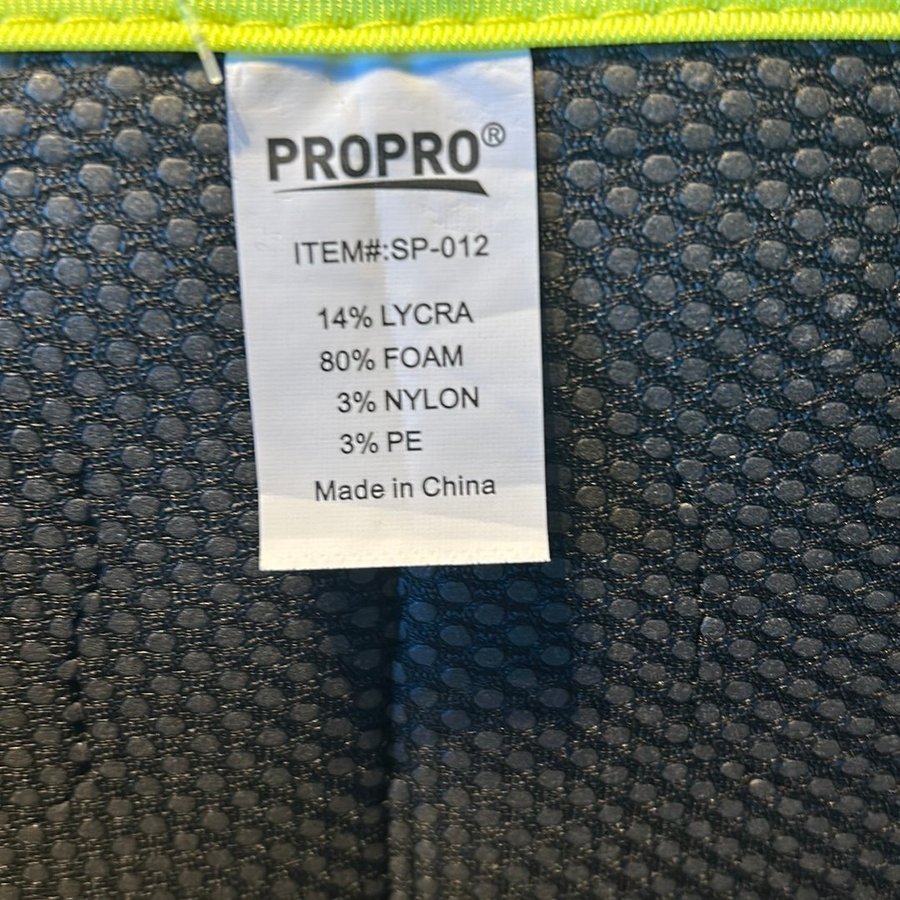 PROPRO®
ITEM#:SP-012
14% LYCRA
80% FOAM
3% NYLON
3% PE
Made in China